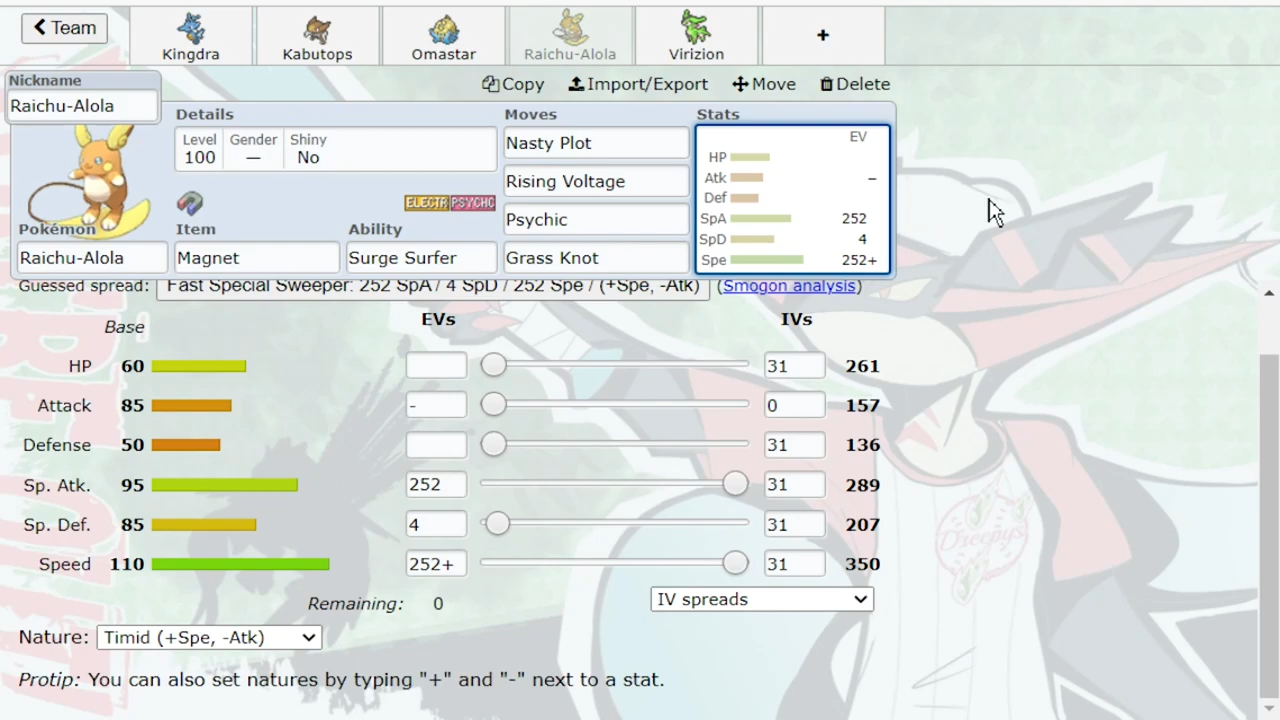 Team
Kingdra
Kabutops
Omastar
Raichu-Alola
Virizion
+
Copy
Import/Export
Move
Delete
Nickname
Raichu-Alola
Details
Level
100
Gender
—
Shiny
No
ELECTR PSYCHC
Pokémon
Raichu-Alola
Item
Magnet
Ability
Surge Surfer
Moves
Nasty Plot
Rising Voltage
Psychic
Grass Knot
Stats
EV
HP
Atk –
Def
SpA 252
SpD 4
Spe 252+
Guessed spread: Fast Special Sweeper: 252 SpA / 4 SpD / 252 Spe / (+Spe, -Atk) (Smogon analysis)
Base EVs IVs
HP 60 31 261
Attack 85 - 0 157
Defense 50 31 136
Sp. Atk. 95 252 31 289
Sp. Def. 85 4 31 207
Speed 110 252+ 31 350
Remaining: 0
IV spreads
Nature: Timid (+Spe, -Atk)
Protip: You can also set natures by typing "+" and "-" next to a stat.
Dreepys